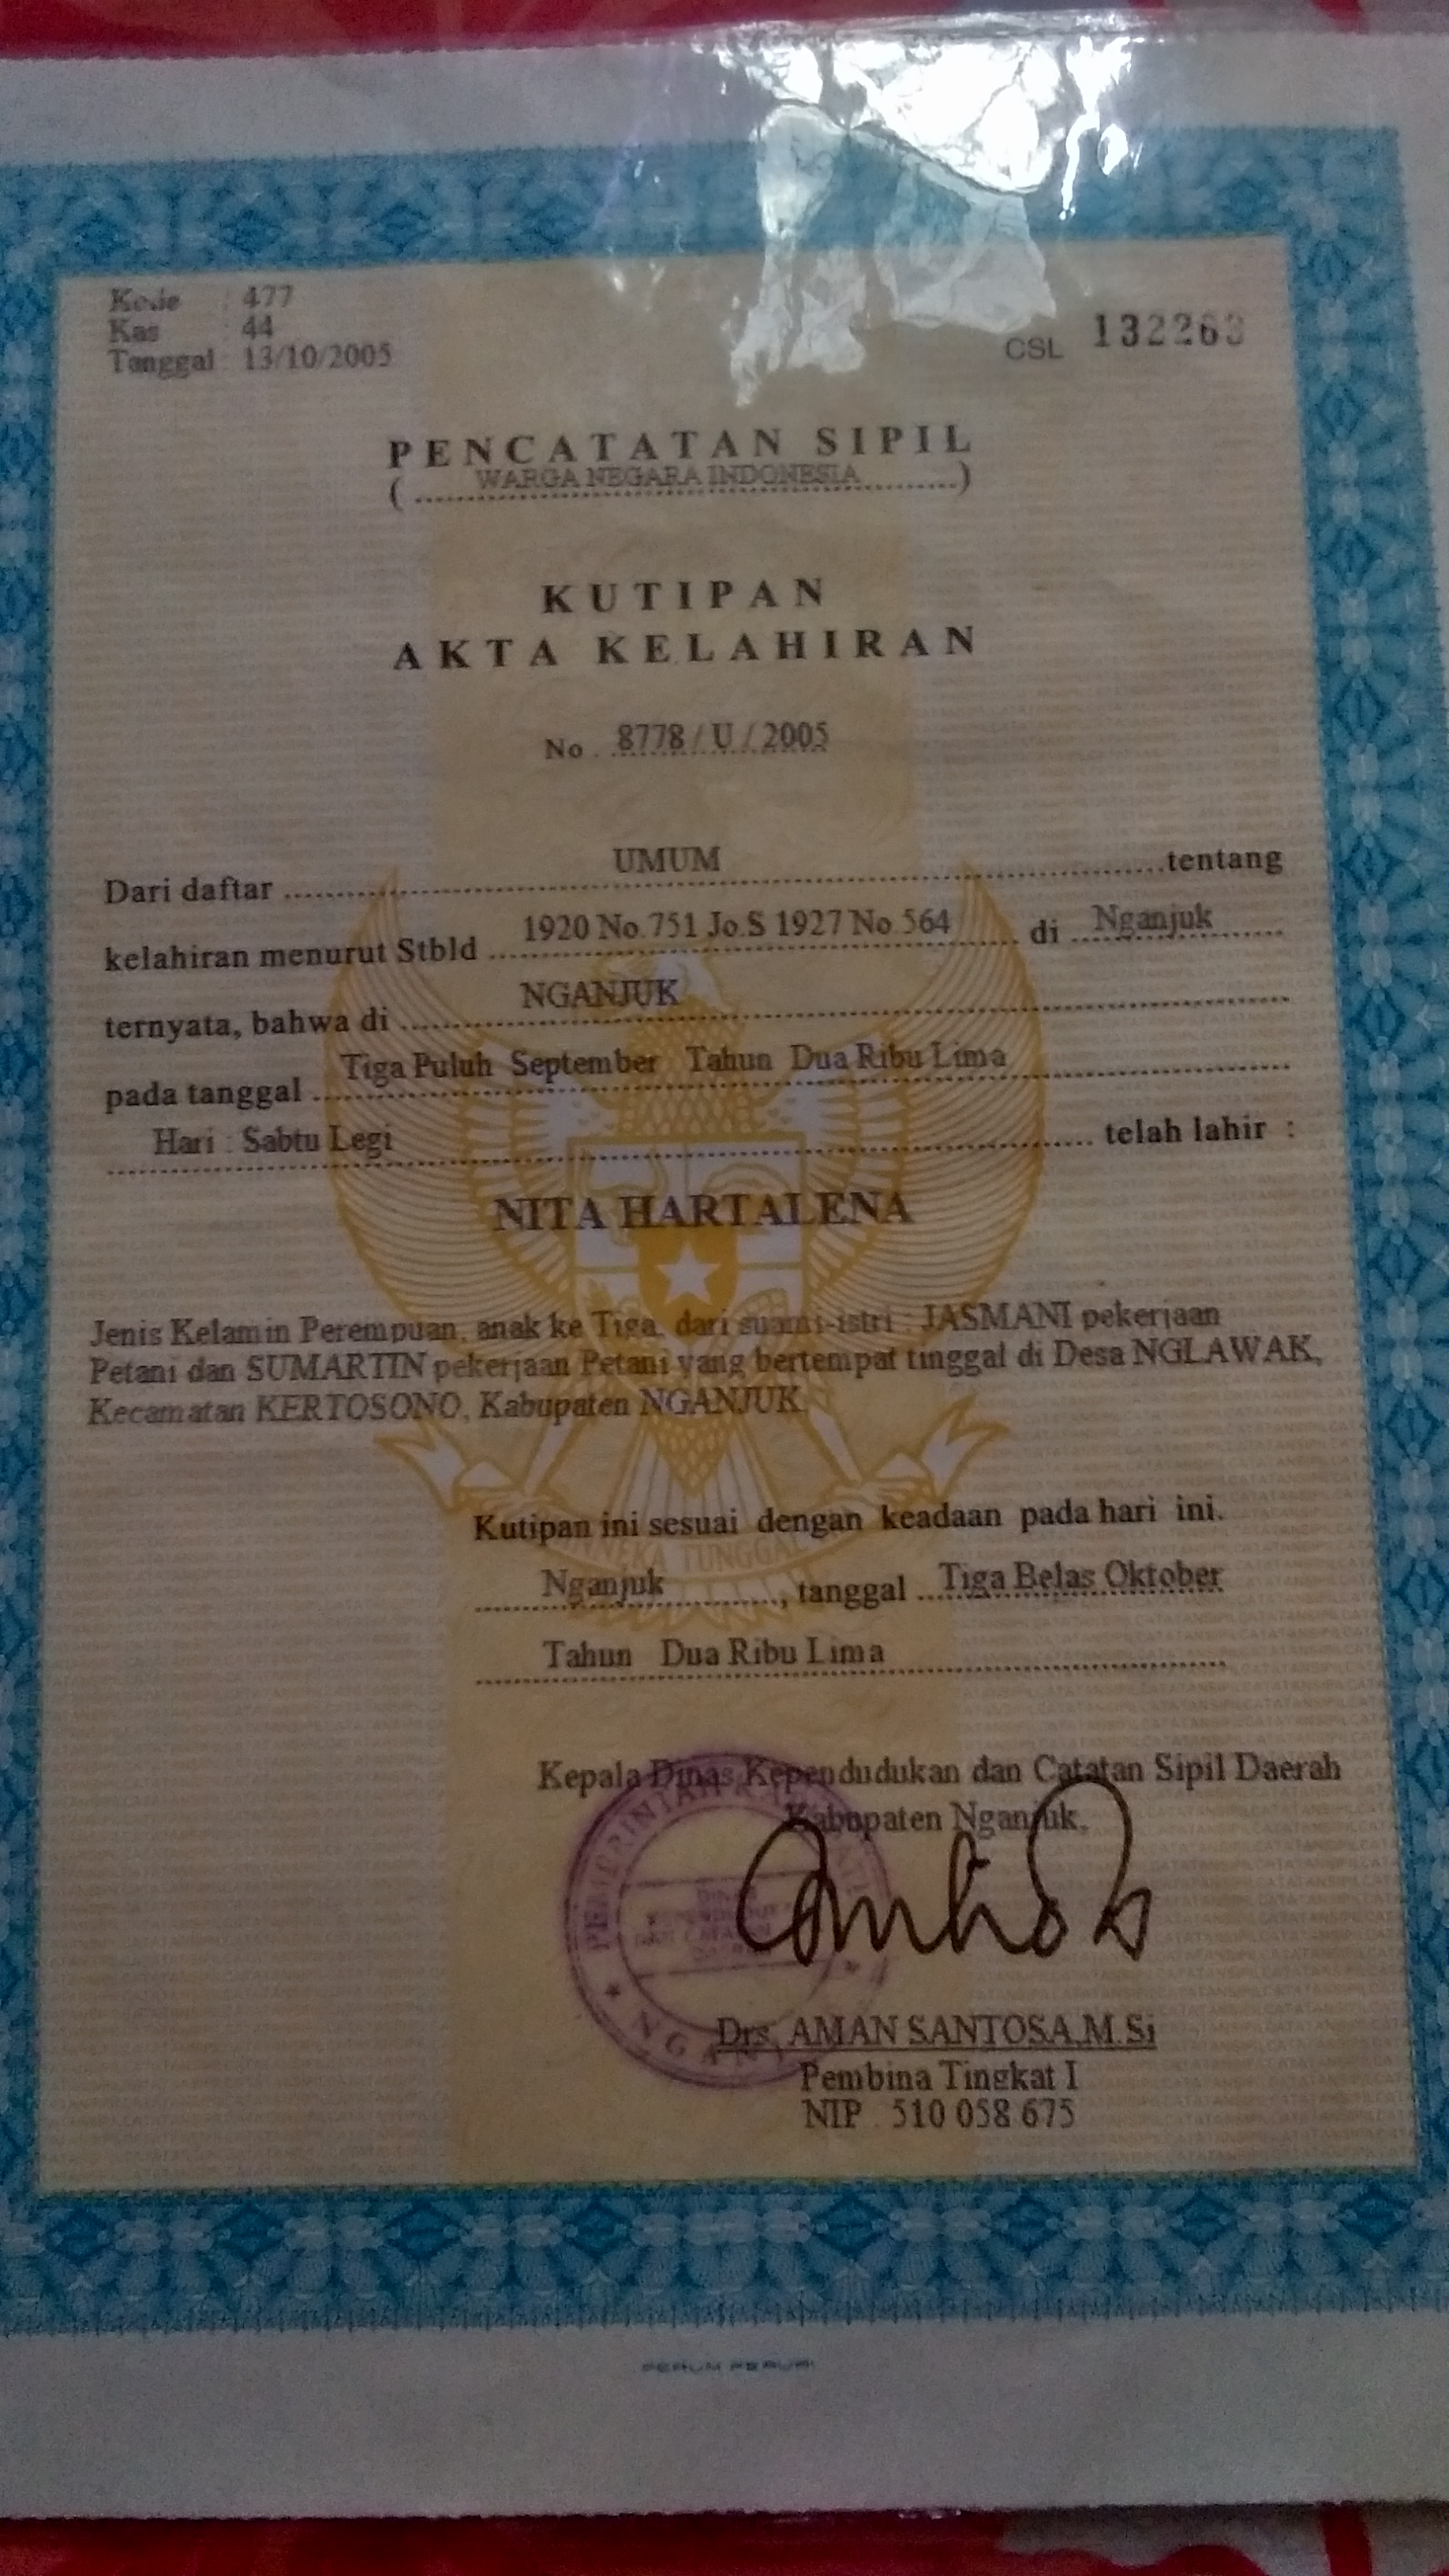 Kode : 477
Kas : 44
Tanggal : 13/10/2005
CSL 132263
PENCATATAN SIPIL
(......WARGA NEGARA INDONESIA..........)
KUTIPAN
AKTA KELAHIRAN
No . 8778 / U / 2005
Dari daftar ........ UMUM ........ tentang
kelahiran menurut Stbld ... 1920 No.751 Jo.S 1927 No.564 ... di ... Nganjuk ...
ternyata, bahwa di ........ NGANJUK ........
pada tanggal ... Tiga Puluh September Tahun Dua Ribu Lima ........
Hari : Sabtu Legi ........ telah lahir :
NITA HARTALENA
Jenis Kelamin Perempuan, anak ke Tiga, dari suami-istri : JASMANI pekerjaan
Petani dan SUMARTIN pekerjaan Petani yang bertempat tinggal di Desa NGLAWAK,
Kecamatan KERTOSONO, Kabupaten NGANJUK.
Kutipan ini sesuai dengan keadaan pada hari ini.
Nganjuk ........, tanggal ... Tiga Belas Oktober
Tahun Dua Ribu Lima ........
Kepala Dinas Kependudukan dan Catatan Sipil Daerah
Kabupaten Nganjuk,
Drs. AMAN SANTOSA,M.Si
Pembina Tingkat I
NIP . 510 058 675
PERUM PERURI